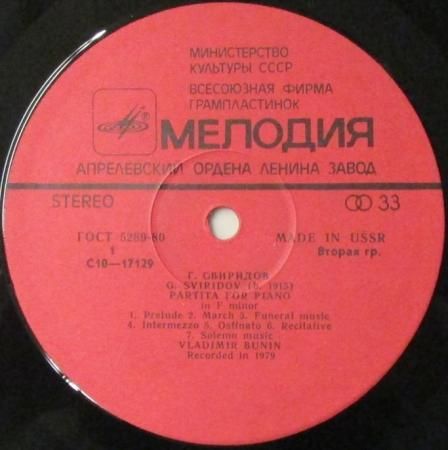 МИНИСТЕРСТВО
КУЛЬТУРЫ СССР
ВСЕСОЮЗНАЯ ФИРМА
ГРАМПЛАСТИНОК
МЕЛОДИЯ
АПРЕЛЕВСКИЙ ОРДЕНА ЛЕНИНА ЗАВОД
STEREO 33
ГОСТ 5289-80 MADE IN USSR
1 Вторая гр.
С10—17129
Г. СВИРИДОВ
G. SVIRIDOV (b. 1915)
PARTITA FOR PIANO
in F minor
1. Prelude 2. March 3. Funeral music
4. Intermezzo 5. Ostinato 6. Recitative
7. Solemn music
VLADIMIR BUNIN
Recorded in 1979